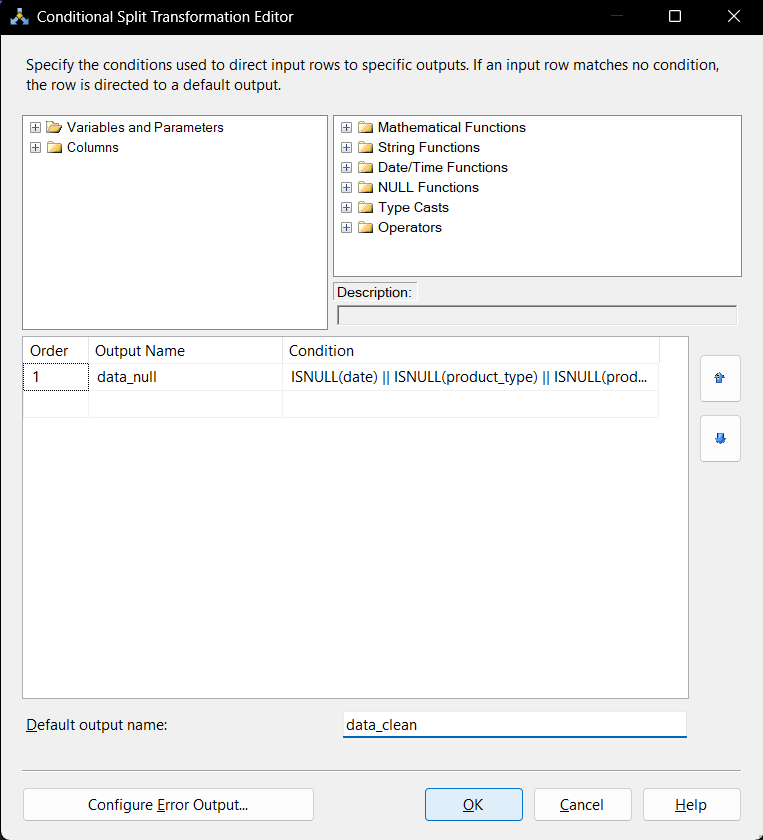 Conditional Split Transformation Editor
Specify the conditions used to direct input rows to specific outputs. If an input row matches no condition,
the row is directed to a default output.
Variables and Parameters
Columns
Mathematical Functions
String Functions
Date/Time Functions
NULL Functions
Type Casts
Operators
Description:
Order Output Name Condition
1 data_null ISNULL(date) || ISNULL(product_type) || ISNULL(prod...
Default output name: data_clean
Configure Error Output... OK Cancel Help